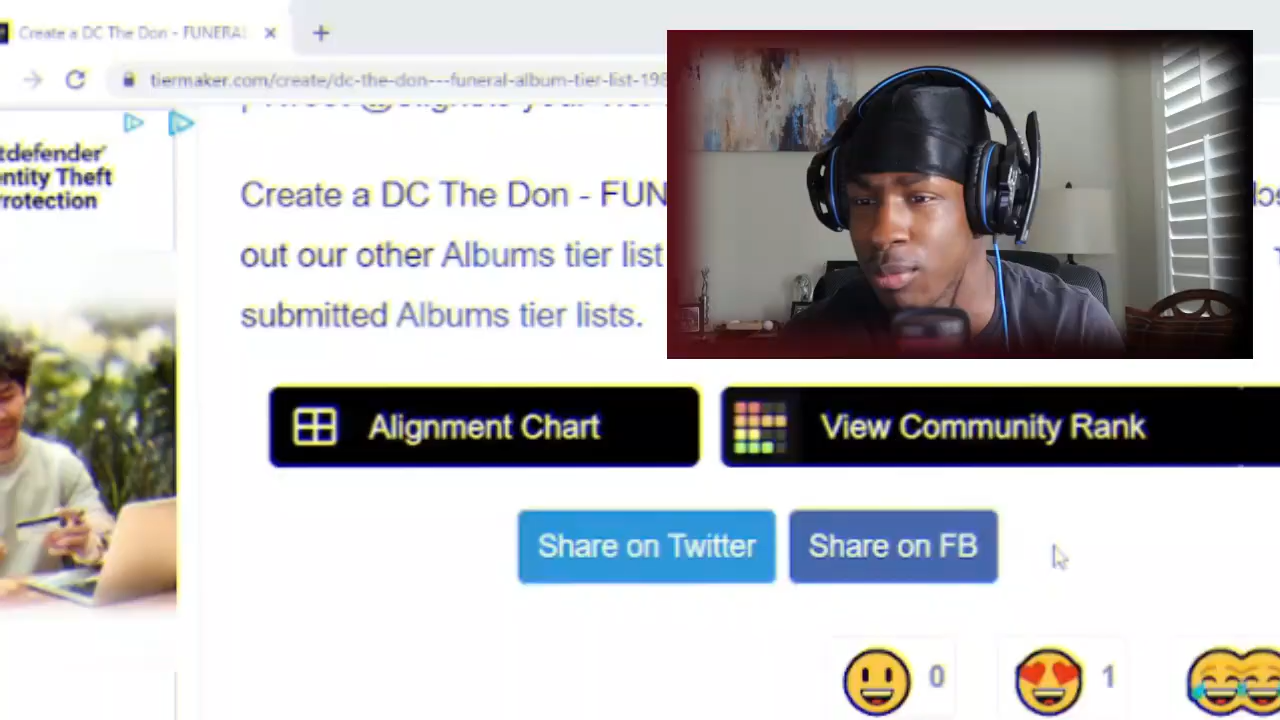 Create a DC The Don - FUNERAL
tiermaker.com/create/dc-the-don---funeral-album-tier-list-198
tdefender
entity Theft
rotection
Create a DC The Don - FUN
out our other Albums tier list
submitted Albums tier lists.
Alignment Chart
View Community Rank
Share on Twitter
Share on FB
0
1